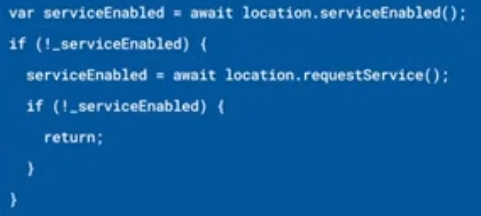 var serviceEnabled = await location.serviceEnabled();
if (!_serviceEnabled) {
serviceEnabled = await location.requestService();
if (!_serviceEnabled) {
return;
}
}